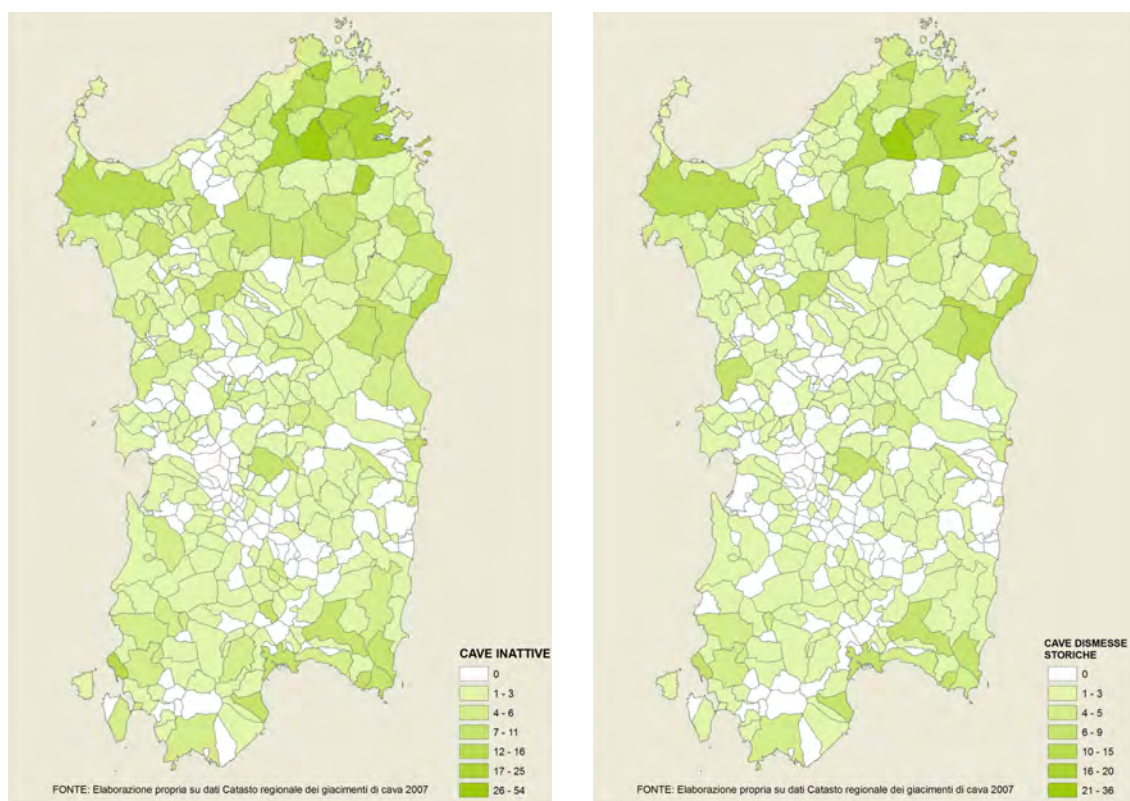 CAVE INATTIVE
0
1 - 3
4 - 6
7 - 11
12 - 16
17 - 25
26 - 54
FONTE: Elaborazione propria su dati Catasto regionale dei giacimenti di cava 2007
CAVE DISMESSE
STORICHE
0
1 - 3
4 - 5
6 - 9
10 - 15
16 - 20
21 - 36
FONTE: Elaborazione propria su dati Catasto regionale dei giacimenti di cava 2007